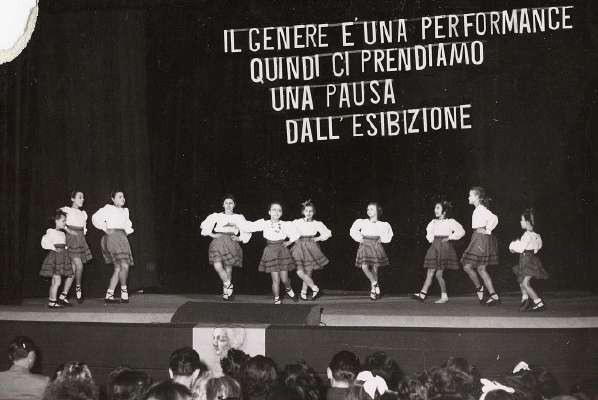 IL GENERE E' UNA PERFORMANCE
QUINDI CI PRENDIAMO
UNA PAUSA
DALL'ESIBIZIONE